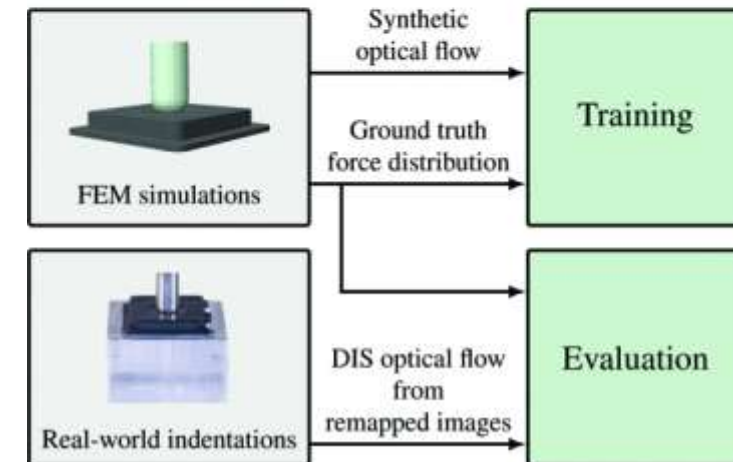 Synthetic
optical flow
Training
Ground truth
force distribution
FEM simulations
Evaluation
DIS optical flow
from
remapped images
Real-world indentations